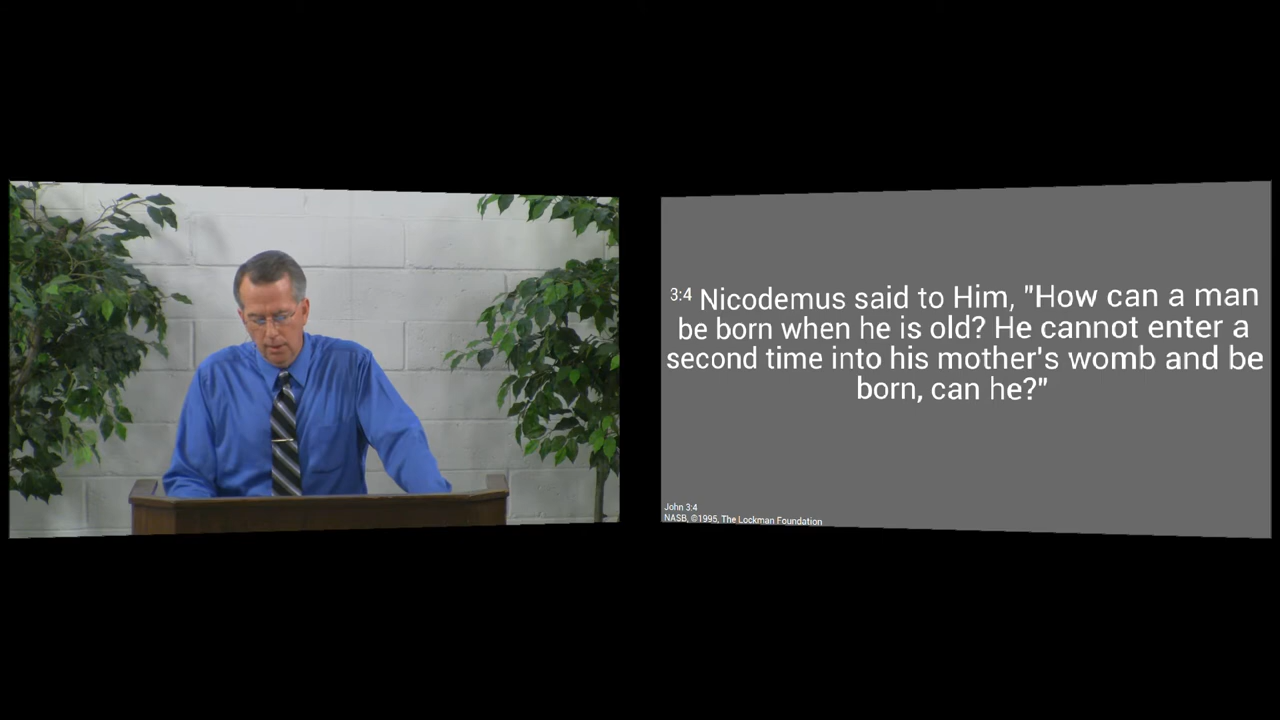 3:4 Nicodemus said to Him, "How can a man
be born when he is old? He cannot enter a
second time into his mother's womb and be
born, can he?"
John 3:4
NASB, ©1995, The Lockman Foundation